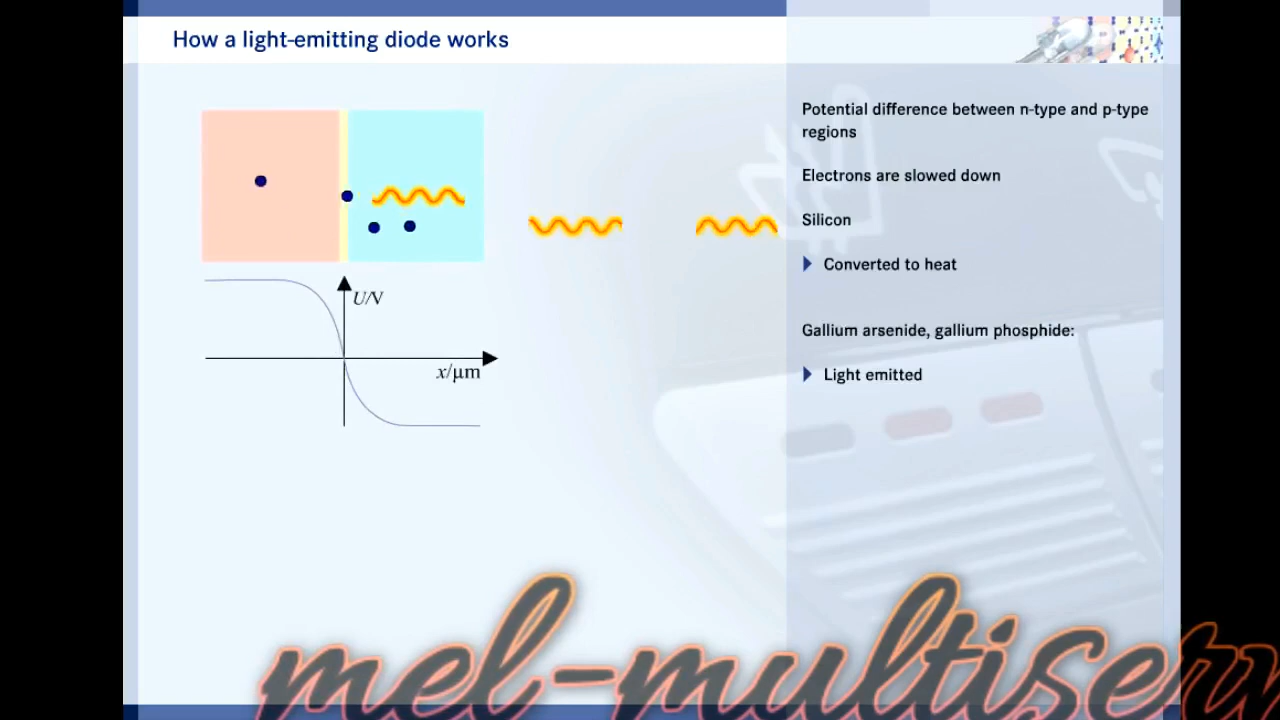 How a light-emitting diode works
Potential difference between n-type and p-type
regions
Electrons are slowed down
Silicon
Converted to heat
Gallium arsenide, gallium phosphide:
Light emitted
U/V
x/µm
mel-multiserv